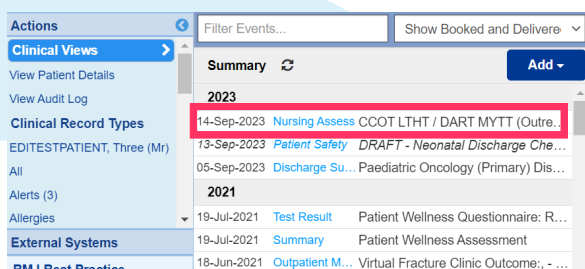 Actions
Clinical Views
View Patient Details
View Audit Log
Clinical Record Types
EDITESTPATIENT, Three (Mr)
All
Alerts (3)
Allergies
External Systems
Filter Events...
Show Booked and Delivere
Summary
Add
2023
14-Sep-2023 Nursing Assess CCOT LTHT / DART MYTT (Outre...
13-Sep-2023 Patient Safety DRAFT - Neonatal Discharge Che...
05-Sep-2023 Discharge Su... Paediatric Oncology (Primary) Dis...
2021
19-Jul-2021 Test Result Patient Wellness Questionnaire: R...
19-Jul-2021 Summary Patient Wellness Assessment
18-Jun-2021 Outpatient M... Virtual Fracture Clinic Outcome:, - ...